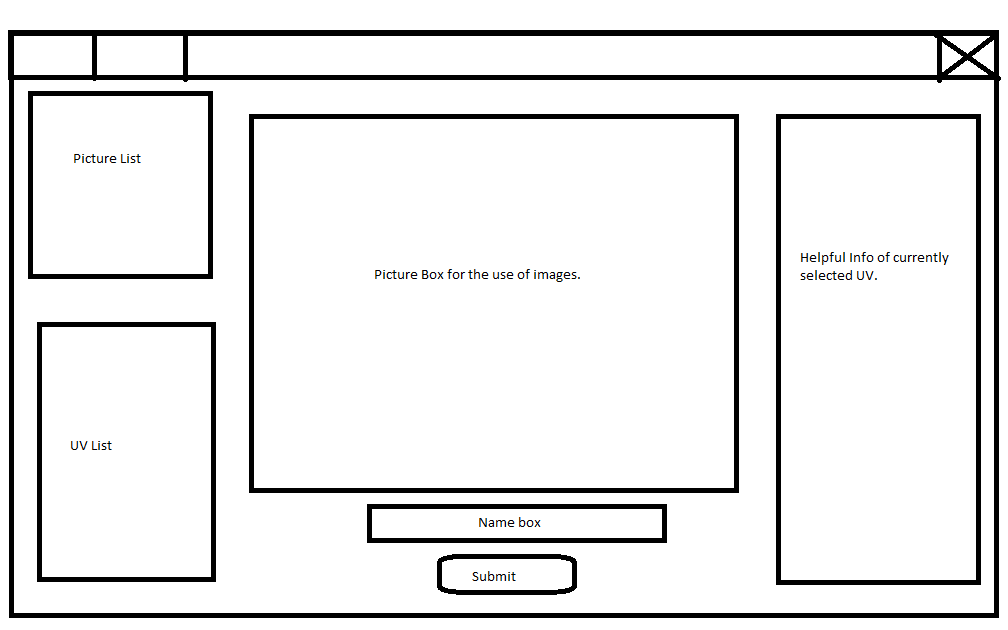 Picture List
Picture Box for the use of images.
Helpful Info of currently
selected UV.
UV List
Name box
Submit